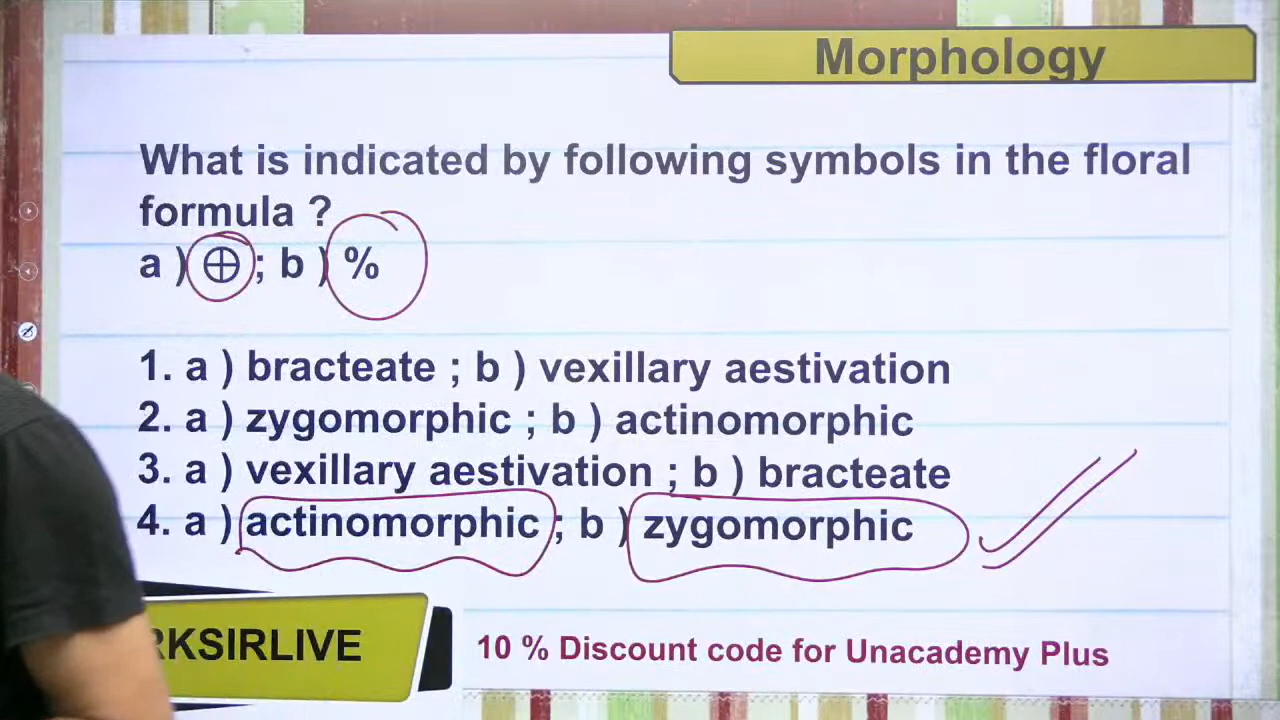 Morphology
What is indicated by following symbols in the floral
formula ?
a ) ⊕ ; b ) %
1. a ) bracteate ; b ) vexillary aestivation
2. a ) zygomorphic ; b ) actinomorphic
3. a ) vexillary aestivation ; b ) bracteate
4. a ) actinomorphic ; b ) zygomorphic
RKSIRLIVE
10 % Discount code for Unacademy Plus